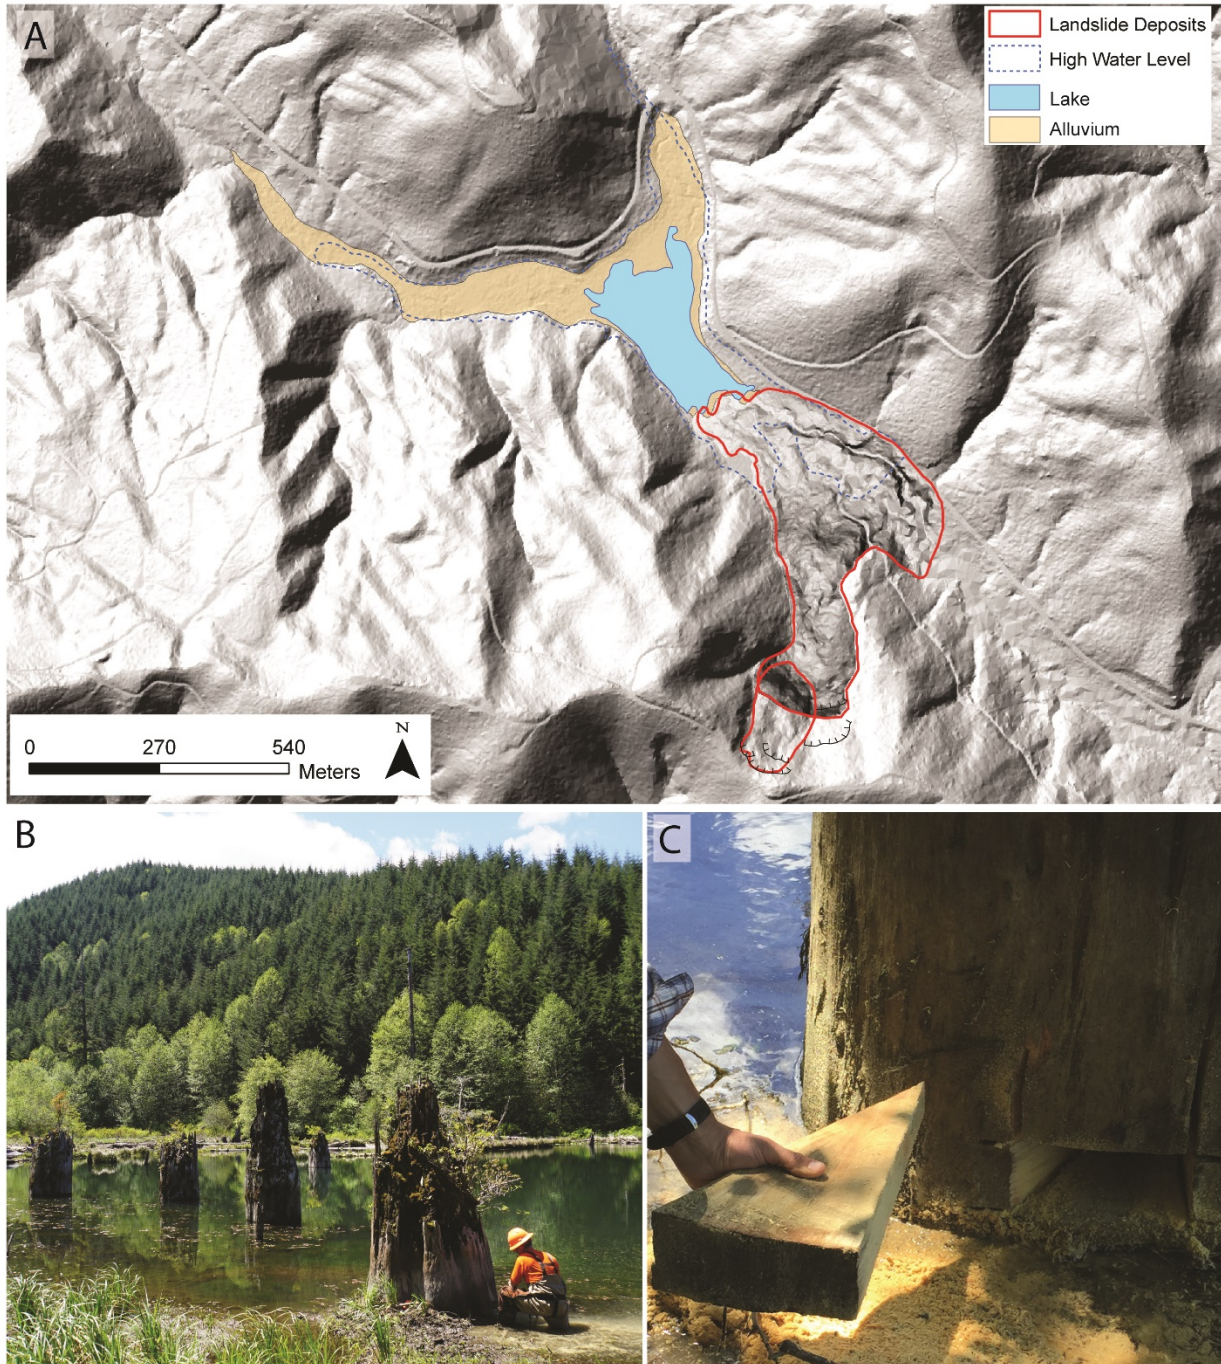 A
Landslide Deposits
High Water Level
Lake
Alluvium
N
0 270 540
Meters
B
C